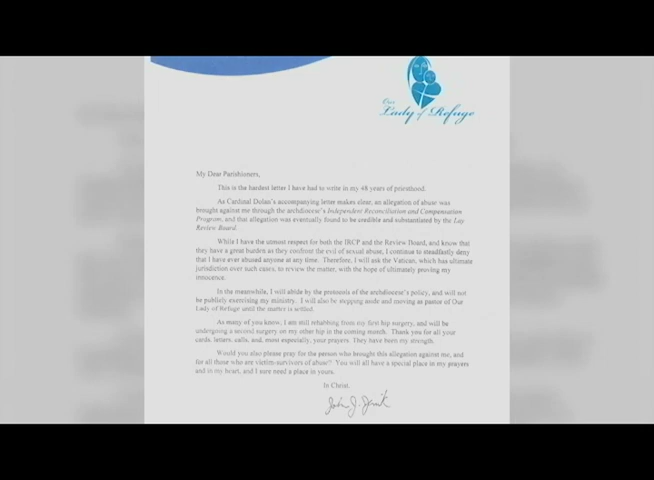 Our
Lady of Refuge
My Dear Parishioners,
This is the hardest letter I have had to write in my 48 years of priesthood.
As Cardinal Dolan's accompanying letter makes clear, an allegation of abuse was
brought against me through the archdiocese's Independent Reconciliation and Compensation
Program, and that allegation was eventually found to be credible and substantiated by the Lay
Review Board.
While I have the utmost respect for both the IRCP and the Review Board, and know that
they have a great burden as they confront the evil of sexual abuse, I continue to steadfastly deny
that I have ever abused anyone at any time. Therefore, I will ask the Vatican, which has ultimate
jurisdiction over such cases, to review the matter, with the hope of ultimately proving my
innocence.
In the meanwhile, I will abide by the protocols of the archdiocese's policy, and will not
be publicly exercising my ministry. I will also be stepping aside and moving as pastor of Our
Lady of Refuge until the matter is settled.
As many of you know, I am still rehabbing from my first hip surgery, and will be
undergoing a second surgery on my other hip in the coming month. Thank you for all your
cards, letters, calls, and, most especially, your prayers. They have been my strength.
Would you also please pray for the person who brought this allegation against me, and
for all those who are victim-survivors of abuse? You will all have a special place in my prayers
and in my heart, and I sure need a place in yours.
In Christ,
John J.